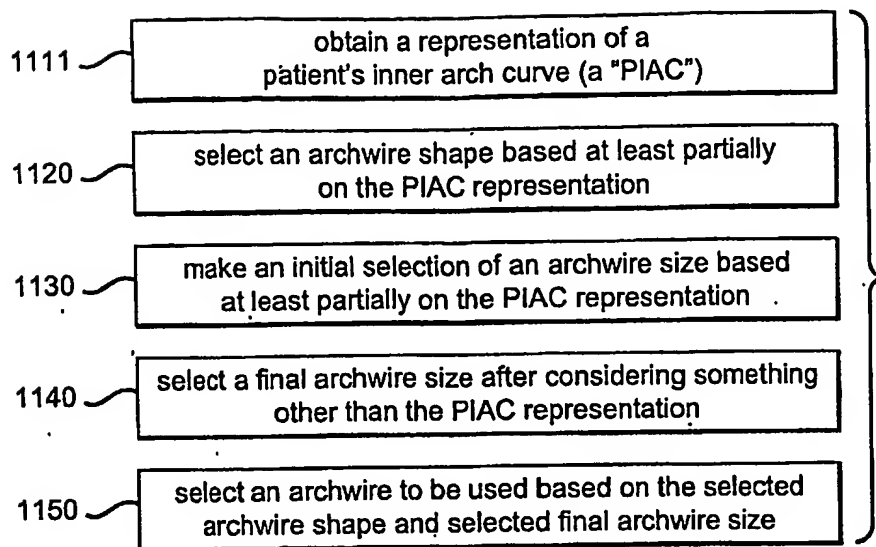 1111
obtain a representation of a
patient's inner arch curve (a "PIAC")
1120
select an archwire shape based at least partially
on the PIAC representation
1130
make an initial selection of an archwire size based
at least partially on the PIAC representation
1140
select a final archwire size after considering something
other than the PIAC representation
1150
select an archwire to be used based on the selected
archwire shape and selected final archwire size